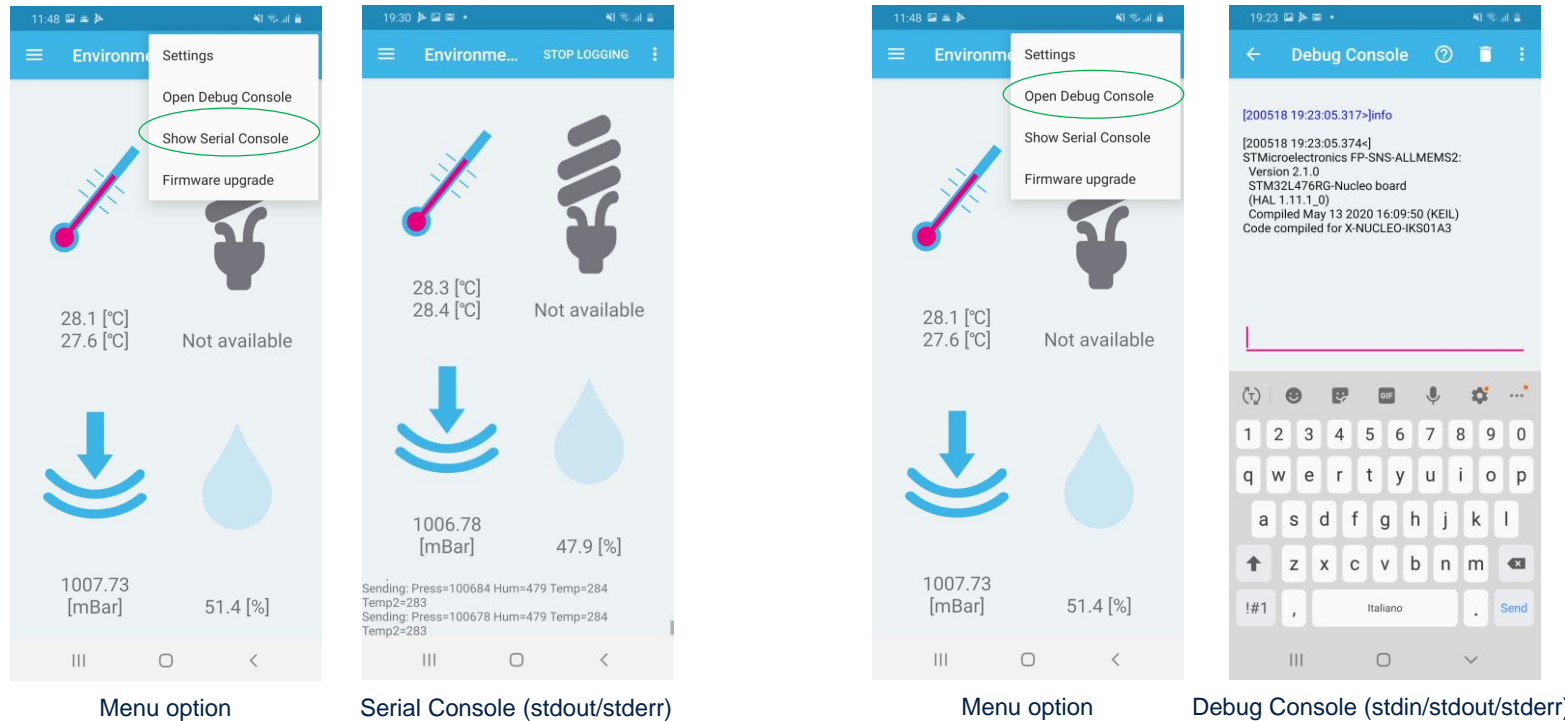 11:48
Environme
Settings
Open Debug Console
Show Serial Console
Firmware upgrade
28.1 [°C]
27.6 [°C]
Not available
1007.73
[mBar]
51.4 [%]
Menu option
19:30
Environme...
STOP LOGGING
28.3 [°C]
28.4 [°C]
Not available
1006.78
[mBar]
47.9 [%]
Sending: Press=100684 Hum=479 Temp=284
Temp2=283
Sending: Press=100678 Hum=479 Temp=284
Temp2=283
Serial Console (stdout/stderr)
11:48
Environme
Settings
Open Debug Console
Show Serial Console
Firmware upgrade
28.1 [°C]
27.6 [°C]
Not available
1007.73
[mBar]
51.4 [%]
Menu option
19:23
Debug Console
[200518 19:23:05.317>]info
[200518 19:23:05.374<]
STMicroelectronics FP-SNS-ALLMEMS2:
Version 2.1.0
STM32L476RG-Nucleo board
(HAL 1.11.1_0)
Compiled May 13 2020 16:09:50 (KEIL)
Code compiled for X-NUCLEO-IKS01A3
(T) GIF ...
1 2 3 4 5 6 7 8 9 0
q w e r t y u i o p
a s d f g h j k l
z x c v b n m
!#1 , Italiano . Send
Debug Console (stdin/stdout/stderr)